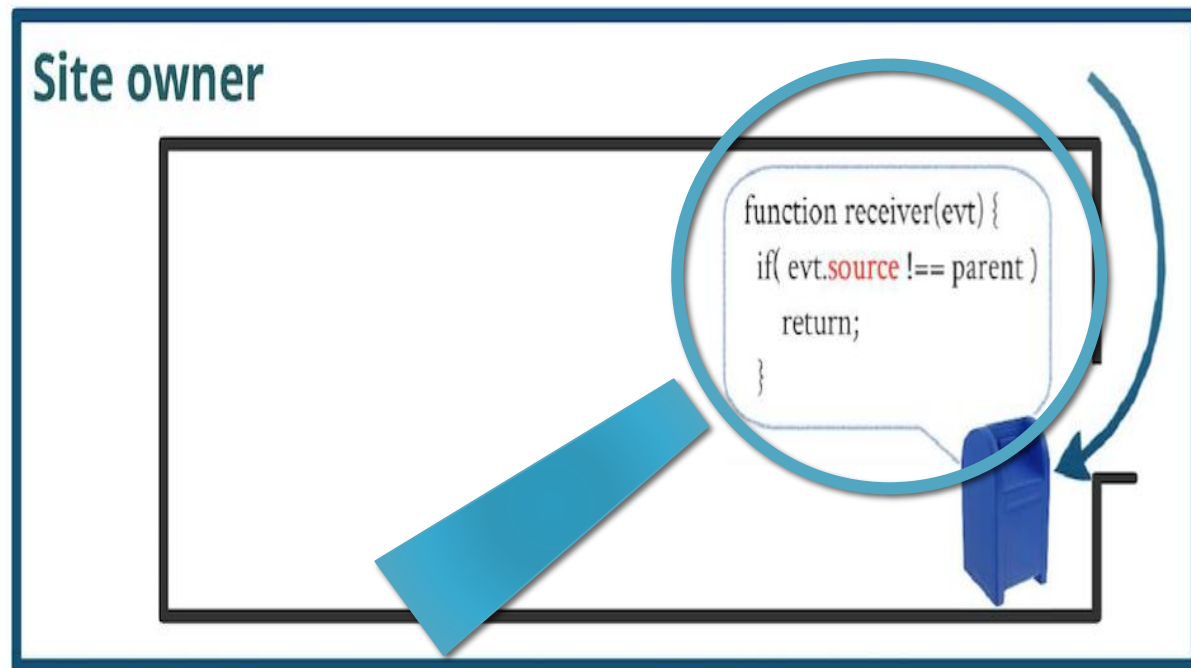 Site owner
function receiver(evt) {
if( evt.source !== parent )
return;
}